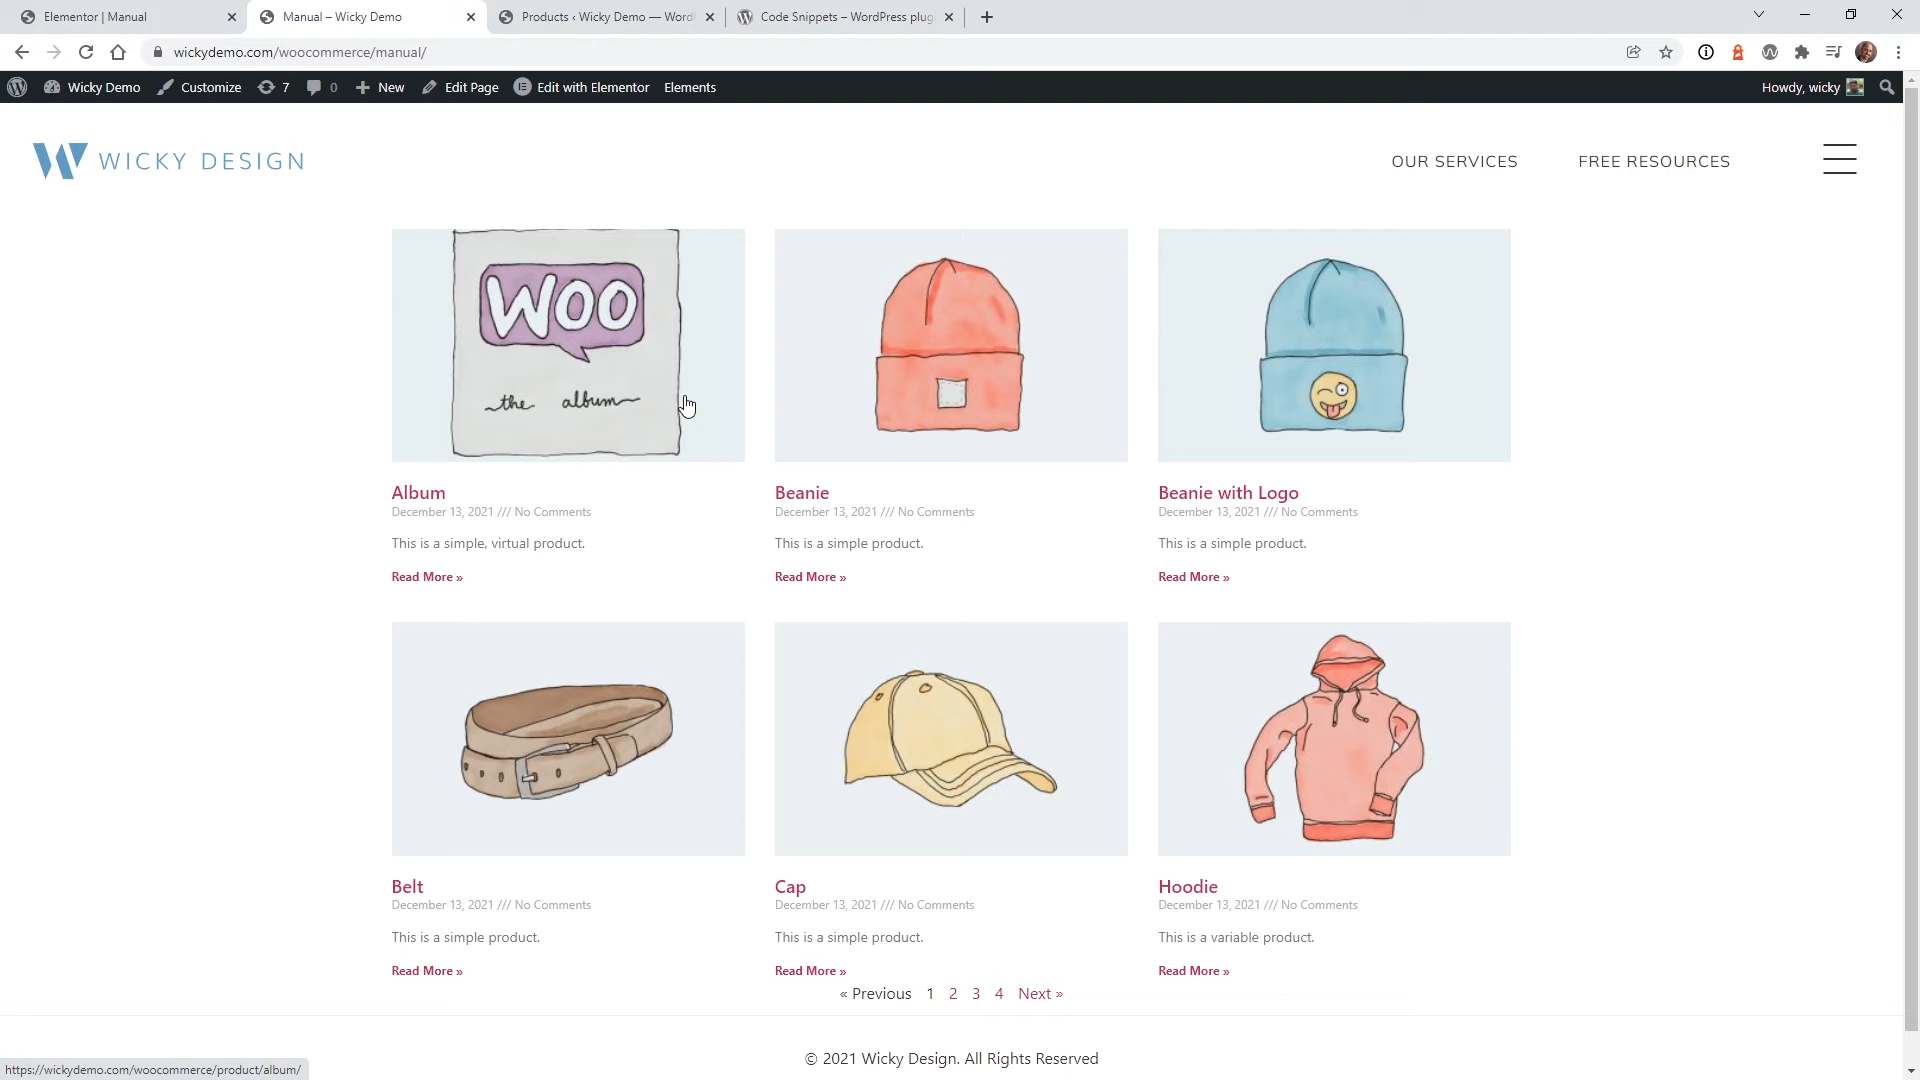 Elementor | Manual
Manual – Wicky Demo
Products ‹ Wicky Demo — Word
Code Snippets – WordPress plug
wickydemo.com/woocommerce/manual/
Wicky Demo
Customize
7
0
New
Edit Page
Edit with Elementor
Elements
Howdy, wicky
WICKY DESIGN
OUR SERVICES
FREE RESOURCES
WOO
the album
Album
December 13, 2021 /// No Comments
This is a simple, virtual product.
Read More »
Beanie
December 13, 2021 /// No Comments
This is a simple product.
Read More »
Beanie with Logo
December 13, 2021 /// No Comments
This is a simple product.
Read More »
Belt
December 13, 2021 /// No Comments
This is a simple product.
Read More »
Cap
December 13, 2021 /// No Comments
This is a simple product.
Read More »
Hoodie
December 13, 2021 /// No Comments
This is a variable product.
Read More »
« Previous 1 2 3 4 Next »
© 2021 Wicky Design. All Rights Reserved
https://wickydemo.com/woocommerce/product/album/